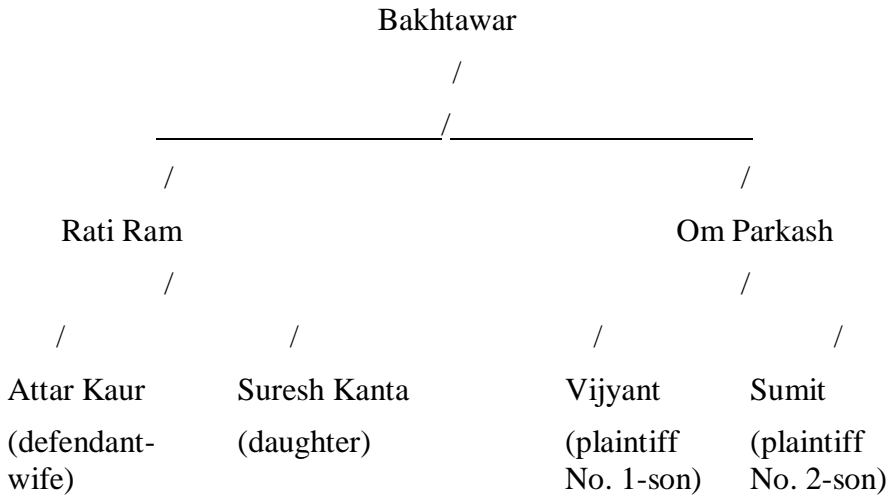 Bakhtawar
/
/
/ /
Rati Ram Om Parkash
/ /
/ / / /
Attar Kaur Suresh Kanta Vijyant Sumit
(defendant- (daughter) (plaintiff (plaintiff
wife) No. 1-son) No. 2-son)